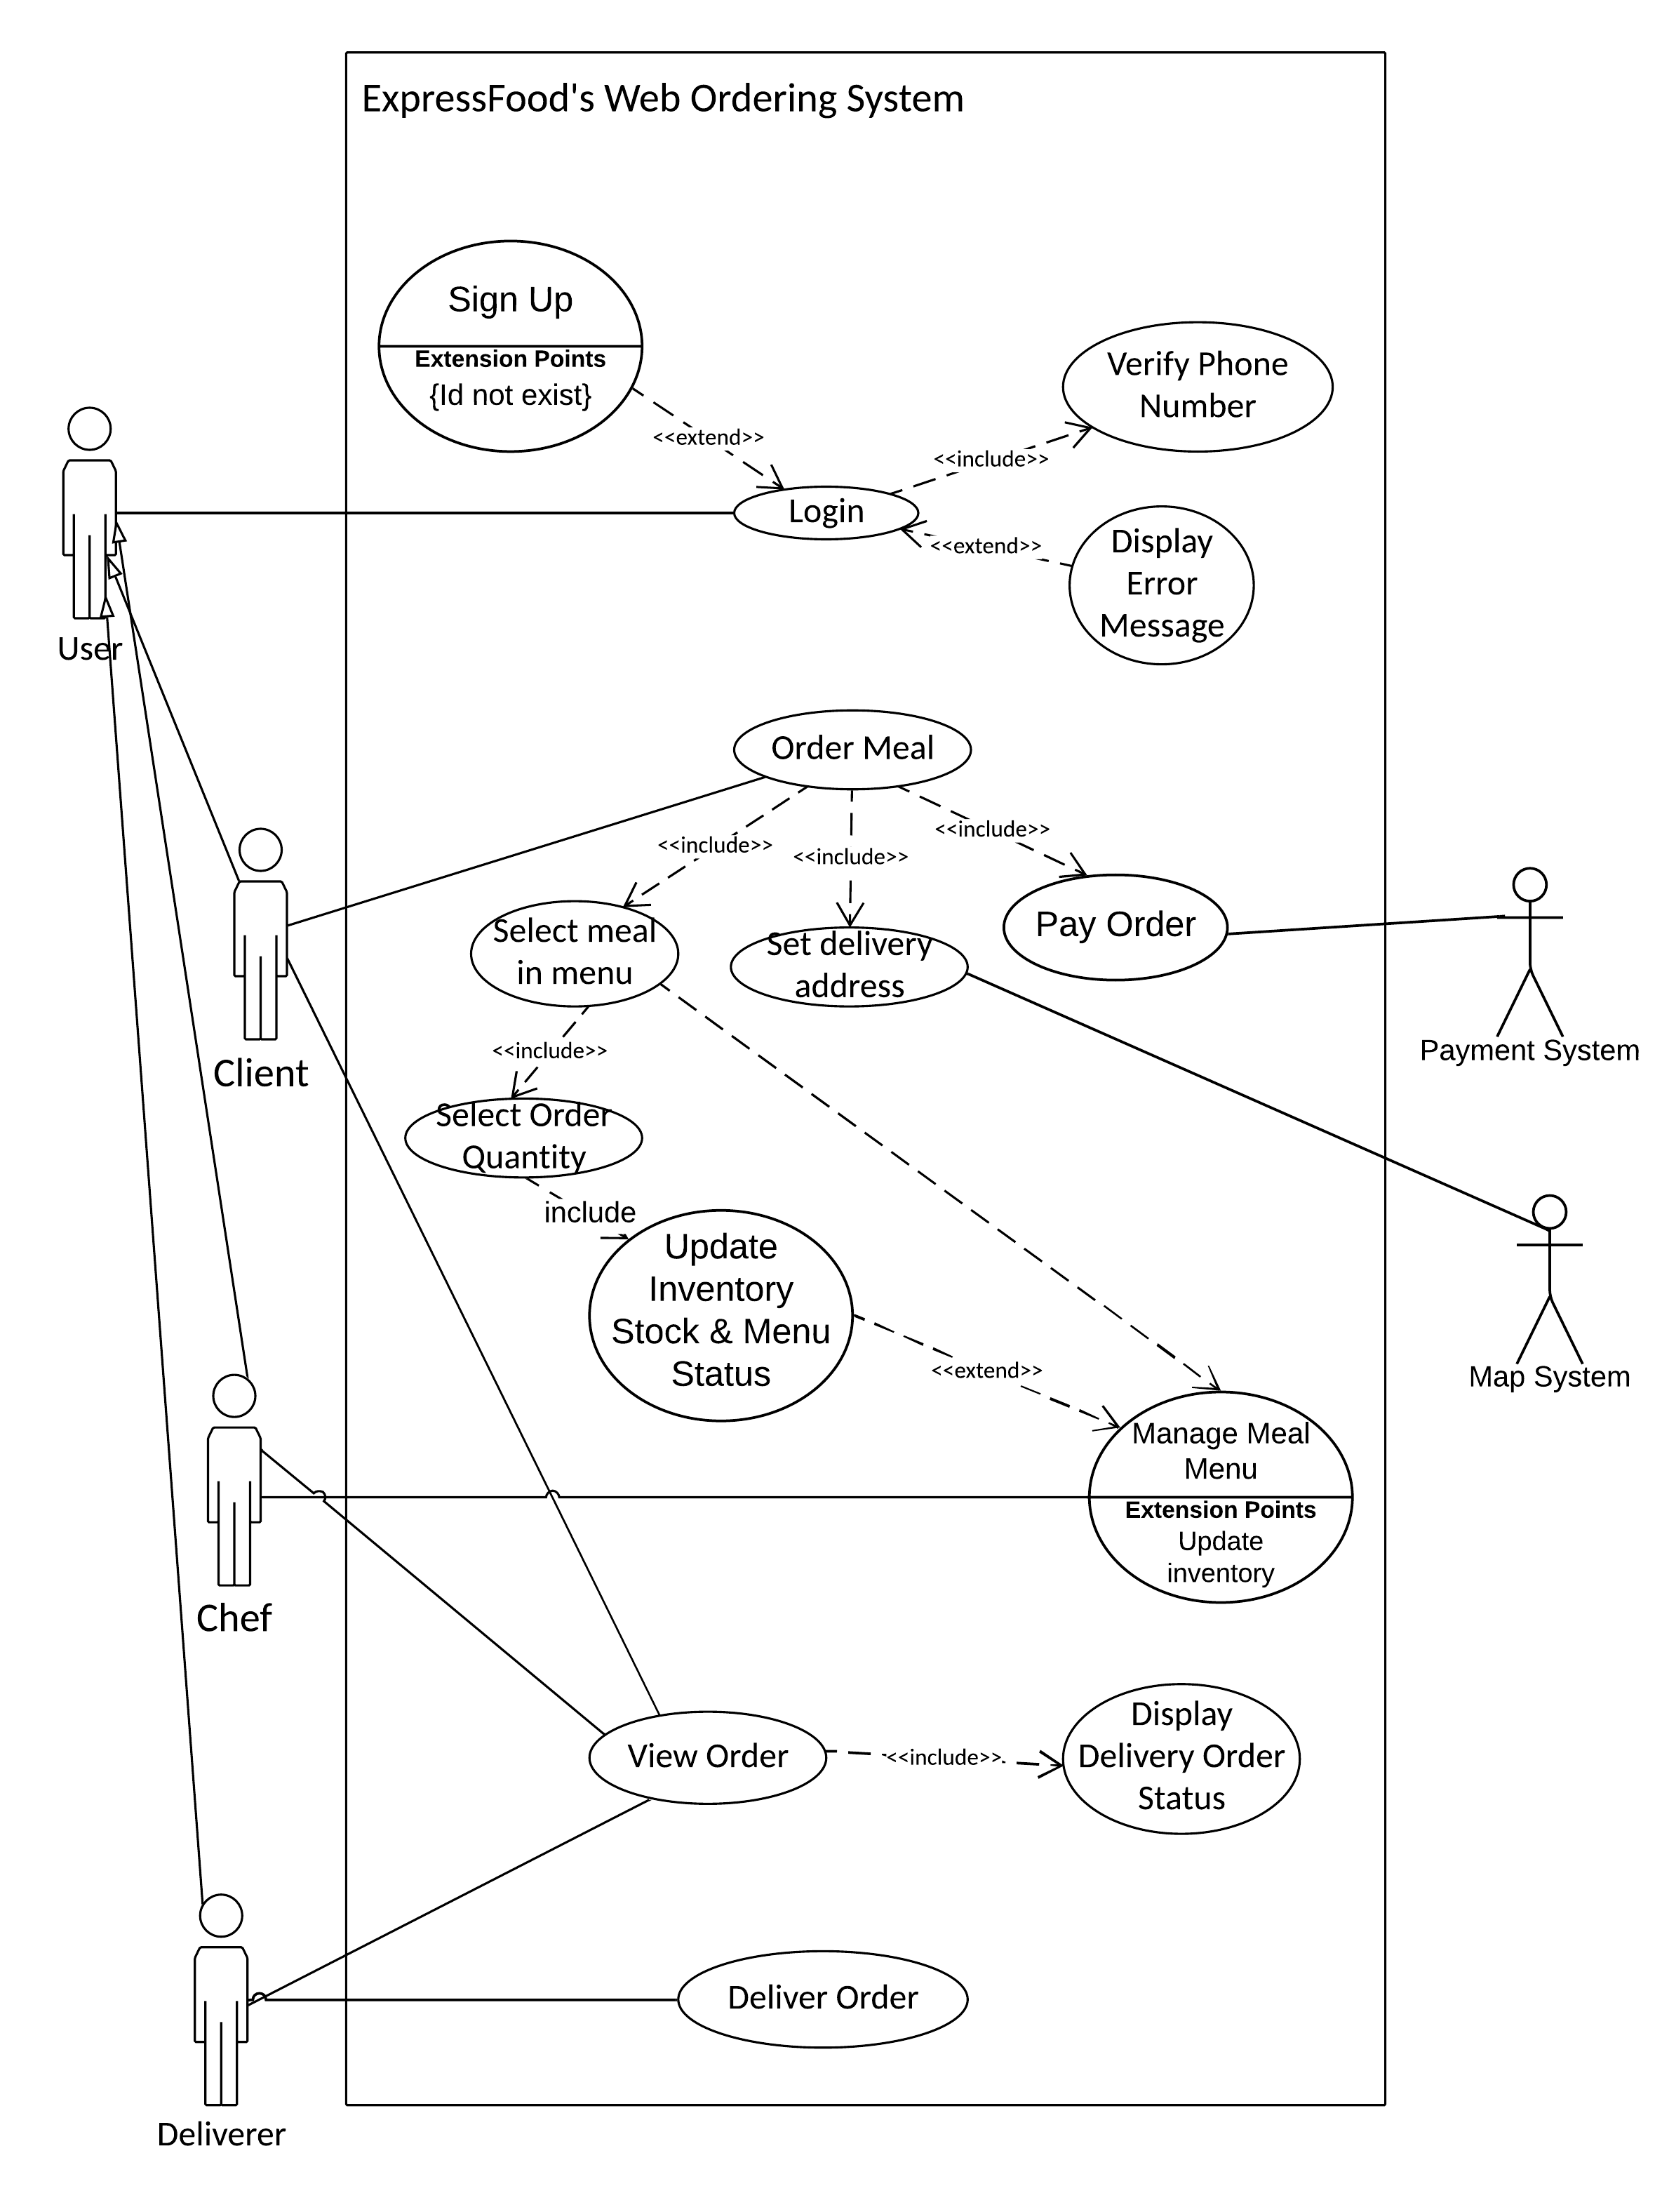 ExpressFood's Web Ordering System
Sign Up
Extension Points
{Id not exist}
<<extend>>
Verify Phone
Number
<<include>>
Login
<<extend>>
Display
Error
Message
User
Order Meal
<<include>>
<<include>>
<<include>>
Select meal
in menu
Set delivery
address
Pay Order
Payment System
Client
<<include>>
Select Order
Quantity
include
Update
Inventory
Stock & Menu
Status
<<extend>>
Map System
Manage Meal
Menu
Extension Points
Update
inventory
Chef
View Order
<<include>>
Display
Delivery Order
Status
Deliver Order
Deliverer